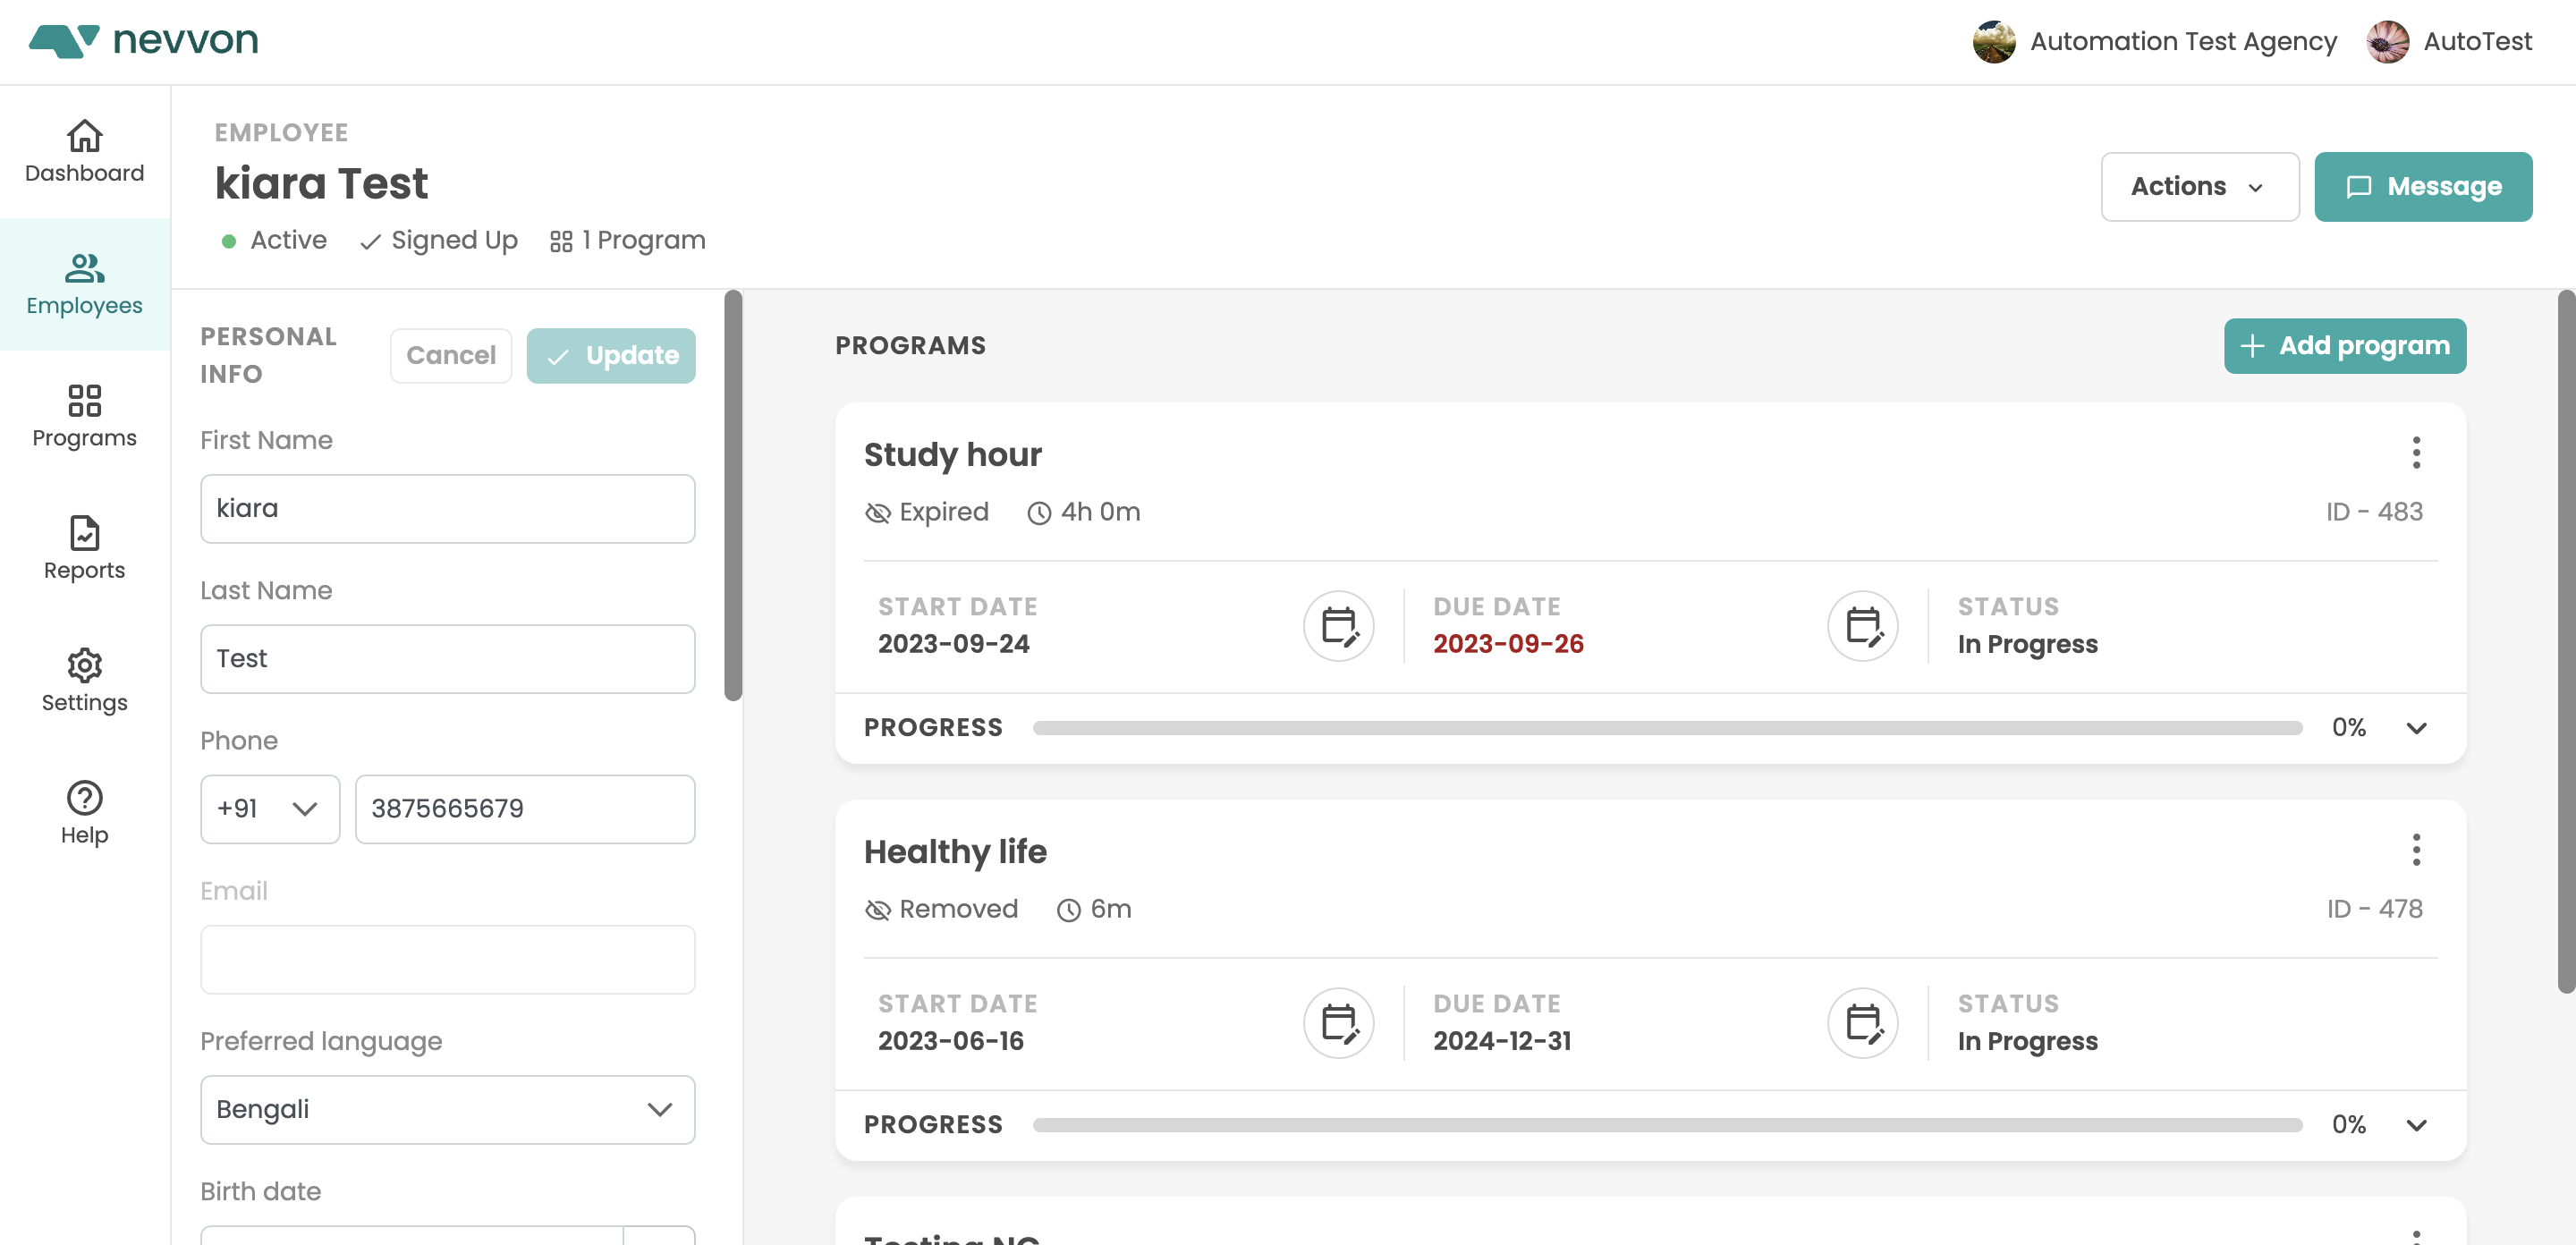 nevvon
Automation Test Agency
AutoTest
Dashboard
Employees
Programs
Reports
Settings
Help
EMPLOYEE
kiara Test
Active
Signed Up
1 Program
Actions
Message
PERSONAL
INFO
Cancel
Update
First Name
kiara
Last Name
Test
Phone
+91
3875665679
Email
Preferred language
Bengali
Birth date
PROGRAMS
Add program
Study hour
Expired
4h 0m
ID - 483
START DATE
2023-09-24
DUE DATE
2023-09-26
STATUS
In Progress
PROGRESS
0%
Healthy life
Removed
6m
ID - 478
START DATE
2023-06-16
DUE DATE
2024-12-31
STATUS
In Progress
PROGRESS
0%